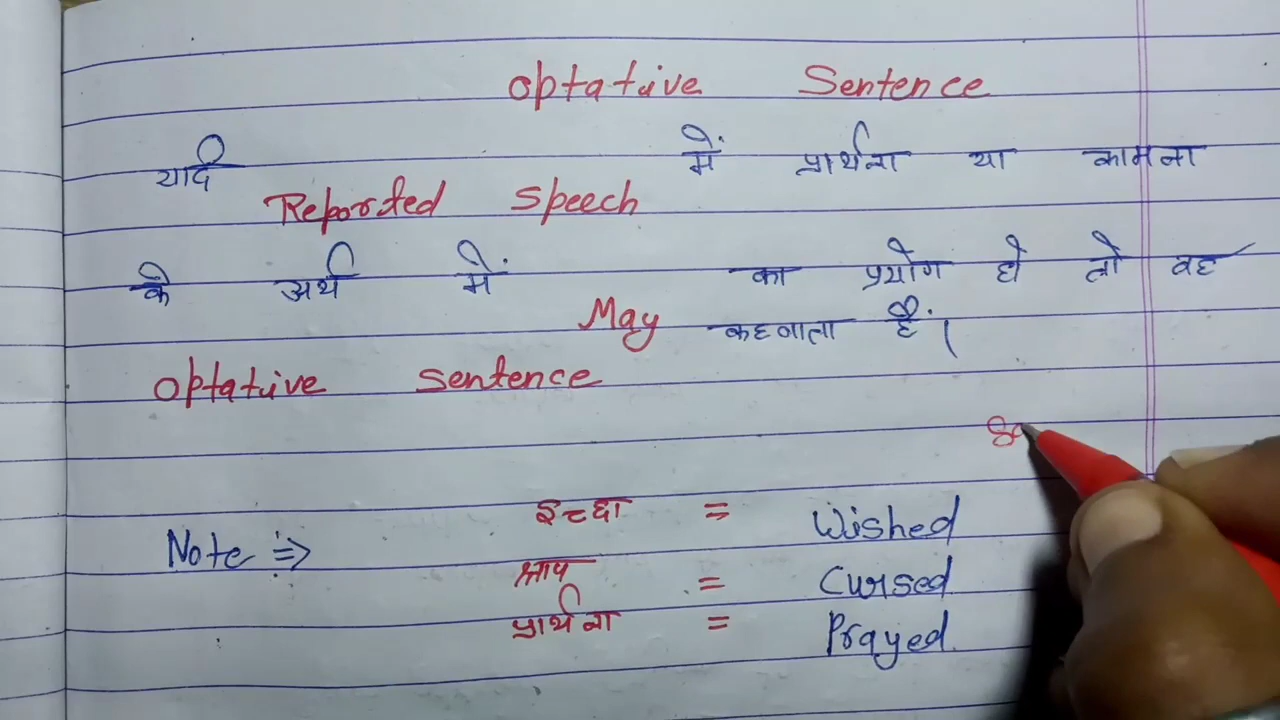 Optative Sentence
यदि Reported Speech में प्रार्थना या कामना
के अर्थ में May का प्रयोग हो तो वह
Optative sentence कहलाता है।
Note ⇒ इच्छा = Wished
श्राप = Cursed
प्रार्थना = Prayed